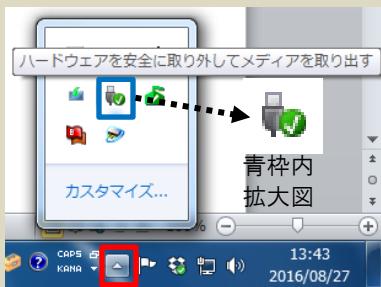 ハードウェアを安全に取り外してメディアを取り出す
青枠内
拡大図
カスタマイズ...
%
CAPS
KANA
13:43
2016/08/27